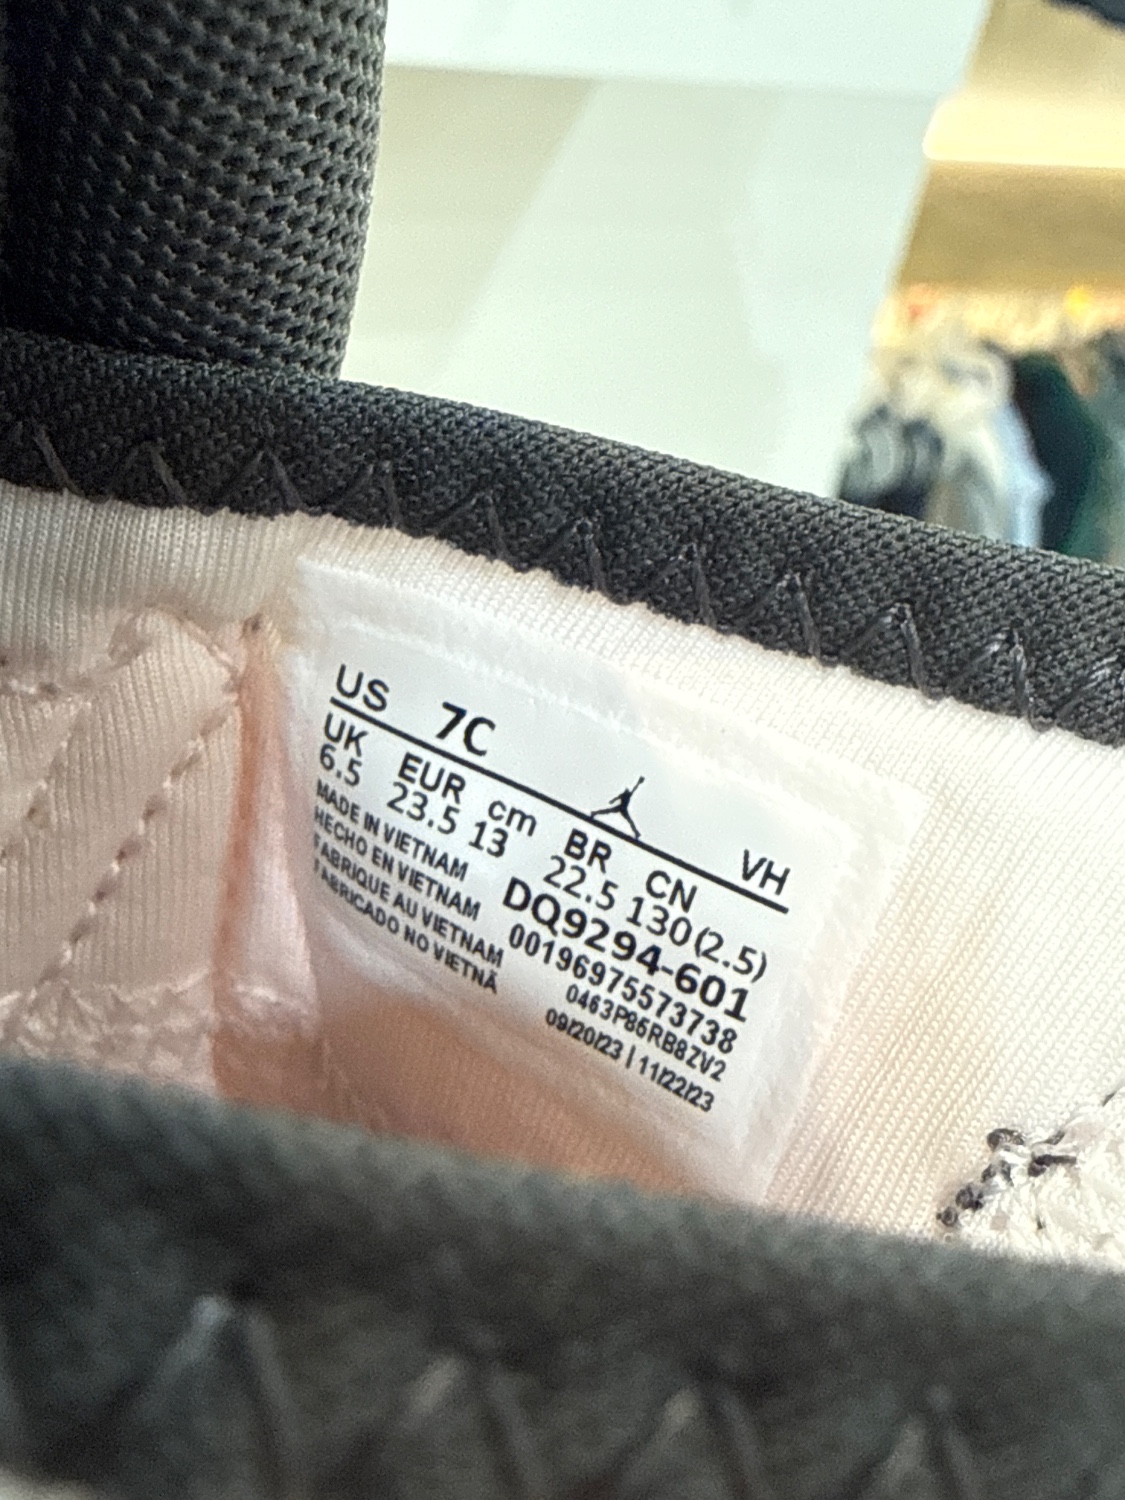 US 7C VH
UK EUR cm BR CN
6.5 23.5 13 22.5 130(2.5)
MADE IN VIETNAM
HECHO EN VIETNAM
FABRIQUE AU VIETNAM
FABRICADO NO VIETNÃ
DQ9294-601
00196975573738
0463P86RB8ZV2
09/20/23 | 11/22/23